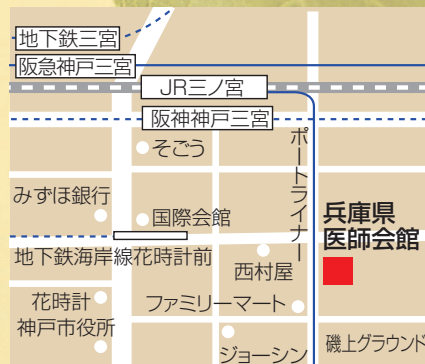 地下鉄三宮
阪急神戸三宮
JR三ノ宮
阪神神戸三宮
そごう
ポートライナー
みずほ銀行
国際会館
兵庫県
医師会館
地下鉄海岸線花時計前
西村屋
花時計
ファミリーマート
神戸市役所
ジョーシン
磯上グラウンド